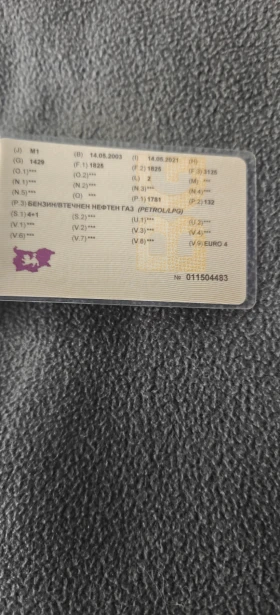 (J) M1 (B) 14.05.2003 (I) 14.05.2021 (H)
(G) 1429 (F.1) 1825 (F.2) 1825 (F.3) 3135
(O.1)*** (O.2)*** (L) 2 (M) ***
(N.1)*** (N.2)*** (N.3)*** (N.4)***
(N.5)*** (Q) *** (P.1) 1781 (P.2) 132
(P.3) БЕНЗИН/ВТЕЧНЕН НЕФТЕН ГАЗ (PETROL/LPG)
(S.1) 4+1 (S.2)*** (U.1)*** (U.2)***
(V.1)*** (V.2)*** (V.3)*** (V.4)***
(V.6)*** (V.7)*** (V.8)*** (V.9) EURO 4
№ 011504483